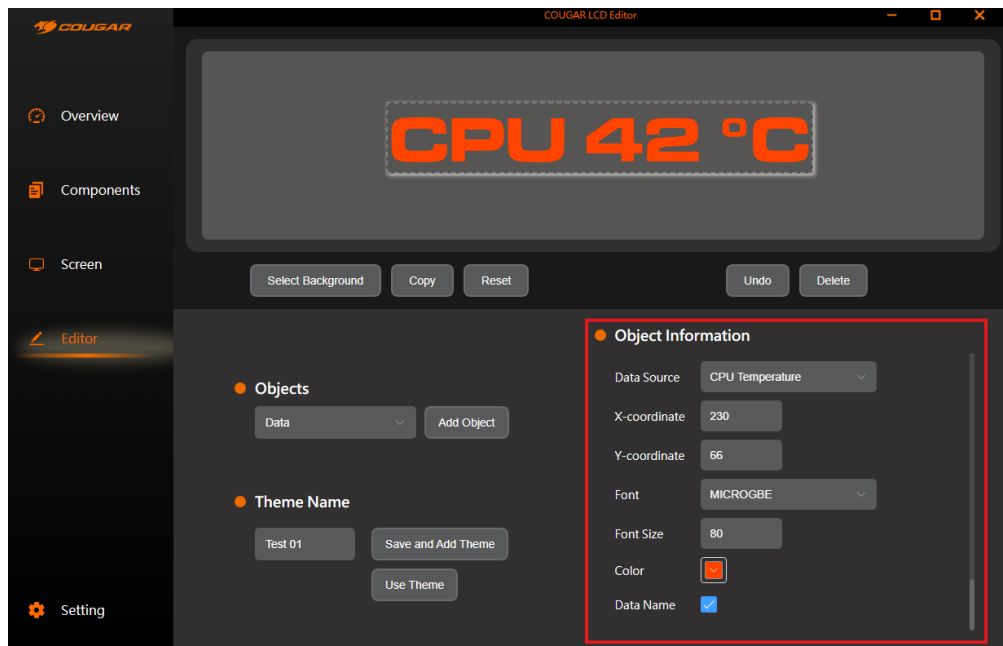 COUGAR
COUGAR LCD Editor
Overview
Components
Screen
Editor
Setting
CPU 42 °C
Select Background
Copy
Reset
Undo
Delete
Objects
Data
Add Object
Theme Name
Test 01
Save and Add Theme
Use Theme
Object Information
Data Source CPU Temperature
X-coordinate 230
Y-coordinate 66
Font MICROGBE
Font Size 80
Color
Data Name